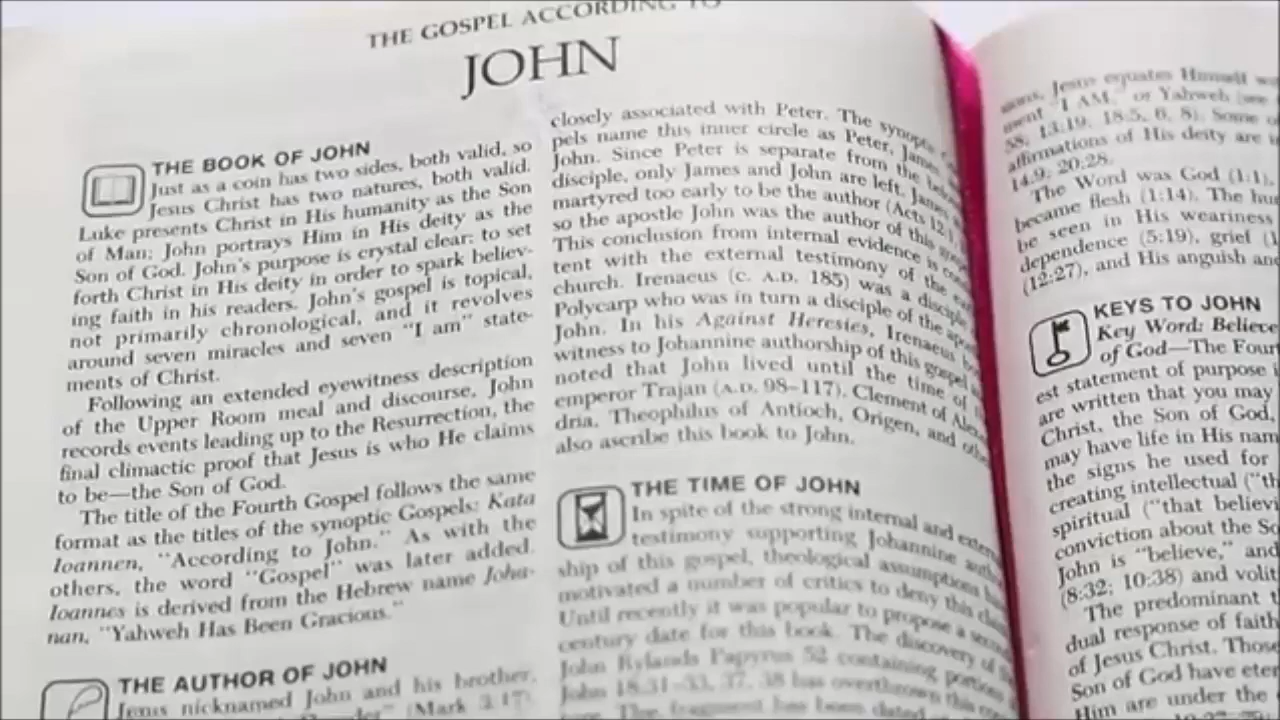 THE GOSPEL ACCORDING TO
JOHN
THE BOOK OF JOHN
Just as a coin has two sides, both valid, so
Jesus Christ has two natures, both valid.
Luke presents Christ in His humanity as the Son
of Man; John portrays Him in His deity as the
Son of God. John's purpose is crystal clear: to set
forth Christ in His deity in order to spark believ-
ing faith in his readers. John's gospel is topical,
not primarily chronological, and it revolves
around seven miracles and seven "I am" state-
ments of Christ.
Following an extended eyewitness description
of the Upper Room meal and discourse, John
records events leading up to the Resurrection, the
final climactic proof that Jesus is who He claims
to be—the Son of God.
The title of the Fourth Gospel follows the same
format as the titles of the synoptic Gospels: Kata
Ioannen, "According to John." As with the
others, the word "Gospel" was later added.
Ioannes is derived from the Hebrew name Joha-
nan, "Yahweh Has Been Gracious."
THE AUTHOR OF JOHN
Jesus nicknamed John and his brother,
(Mark 3:17).
closely associated with Peter. The synoptic
pels name this inner circle as Peter, James
John. Since Peter is separate from the
disciple, only James and John are left. James
martyred too early to be the author (Acts 12:1
so the apostle John was the author of this
This conclusion from internal evidence is
tent with the external testimony of the
church. Irenaeus (C. A.D. 185) was a disciple
Polycarp who was in turn a disciple of the
John. In his Against Heresies, Irenaeus
witness to Johannine authorship of this gospel
noted that John lived until the time of
emperor Trajan (A.D. 98–117). Clement of
dria, Theophilus of Antioch, Origen, and
also ascribe this book to John.
THE TIME OF JOHN
In spite of the strong internal and
testimony supporting Johannine
ship of this gospel, theological assumptions
motivated a number of critics to deny this
Until recently it was popular to propose a
century date for this book. The discovery of
John Rylands Papyrus 52 containing portions
John 18:31–33, 37, 38 has overthrown this
The fragment has been dated
Jesus equates Himself
"I AM," or Yahweh (see
58; 13:19; 18:5, 6, 8). Some
affirmations of His deity are
14:9; 20:28.
The Word was God (1:1),
became flesh (1:14). The
be seen in His weariness
dependence (5:19), grief
(12:27), and His anguish and
KEYS TO JOHN
Key Word: Believe
of God—The
est statement of purpose
are written that you may
Christ, the Son of God,
may have life in His
the signs he used for
creating intellectual
spiritual ("that
conviction about the
John is "believe," and
(8:32; 10:38) and
The predominant
dual response of faith
of Jesus Christ. Those
Son of God have
Him are under the